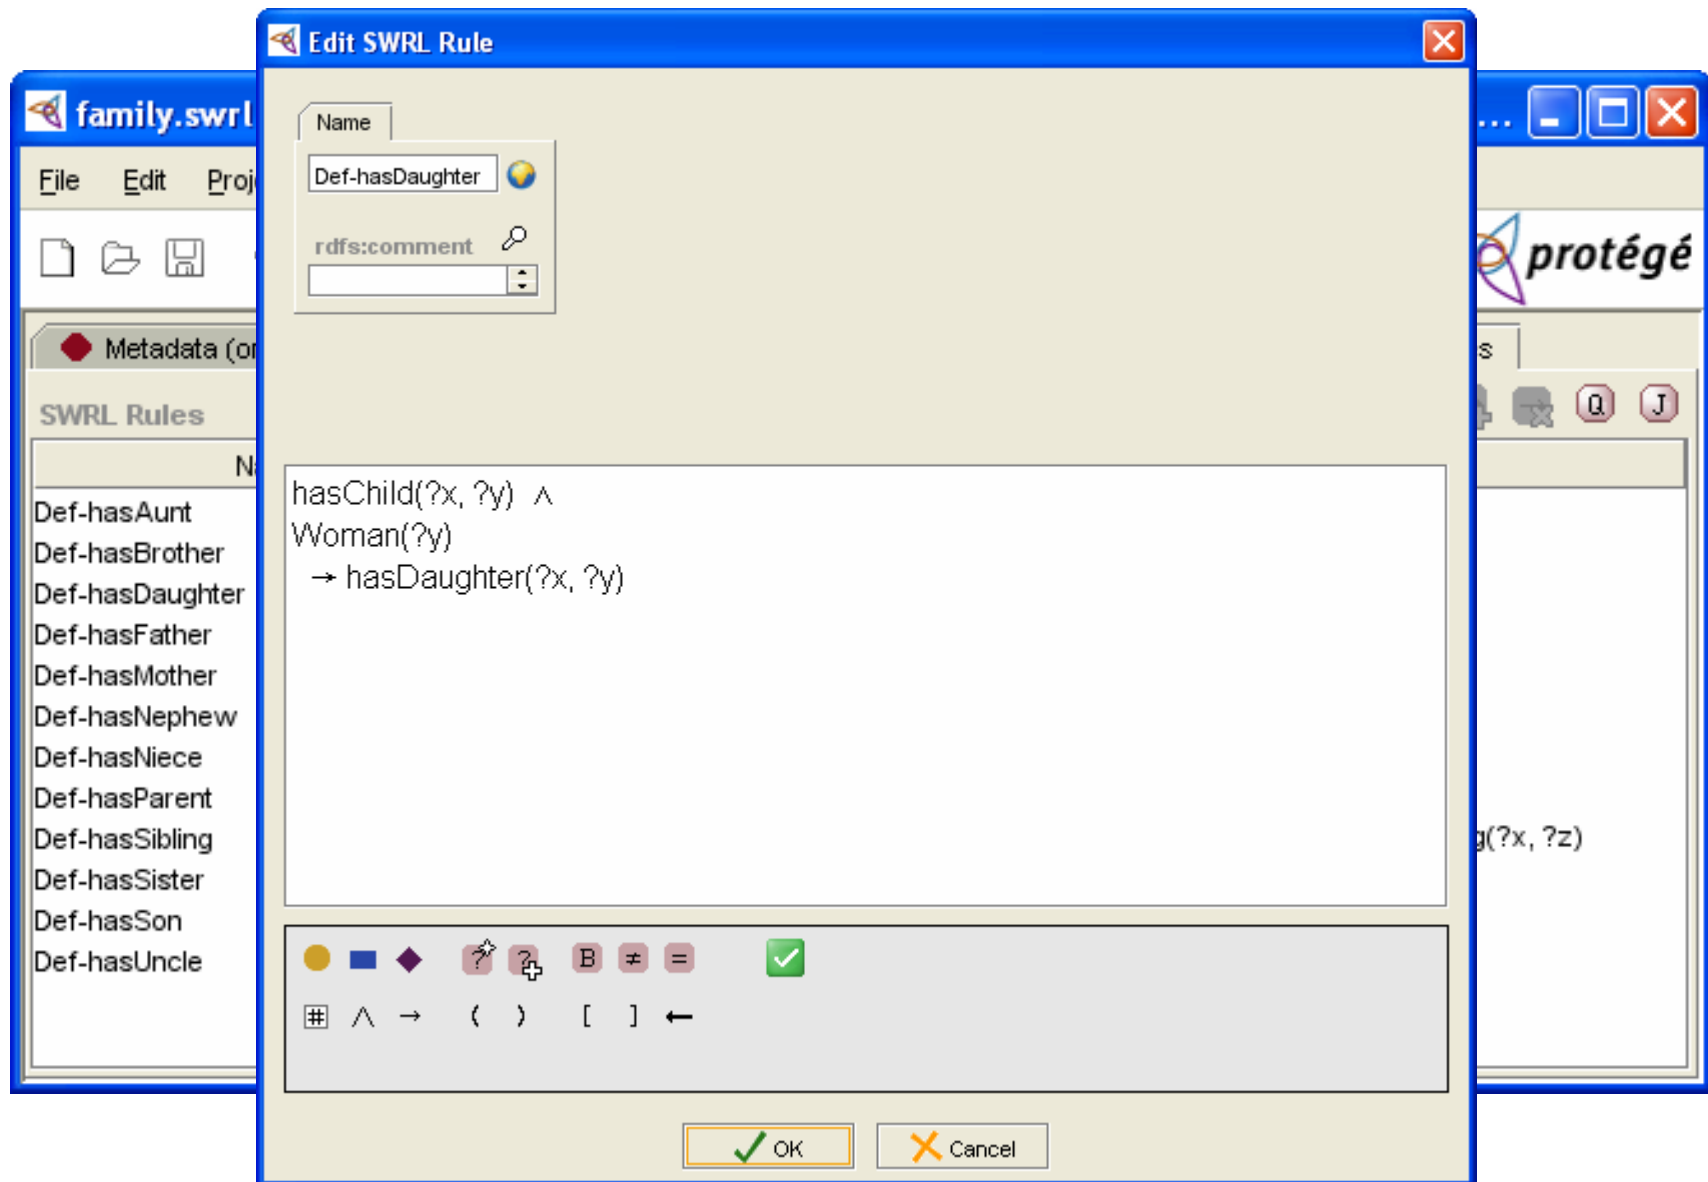 Edit SWRL Rule
family.swrl
...
Name
Def-hasDaughter
rdfs:comment
File Edit
protégé
Metadata
s
SWRL Rules
Q J
hasChild(?x, ?y) ∧
Woman(?y)
→ hasDaughter(?x, ?y)
Def-hasAunt
Def-hasBrother
Def-hasDaughter
Def-hasFather
Def-hasMother
Def-hasNephew
Def-hasNiece
Def-hasParent
Def-hasSibling
(?x, ?z)
Def-hasSister
Def-hasSon
Def-hasUncle
? ? B ≠ =
# ∧ → ( ) [ ] ←
OK Cancel